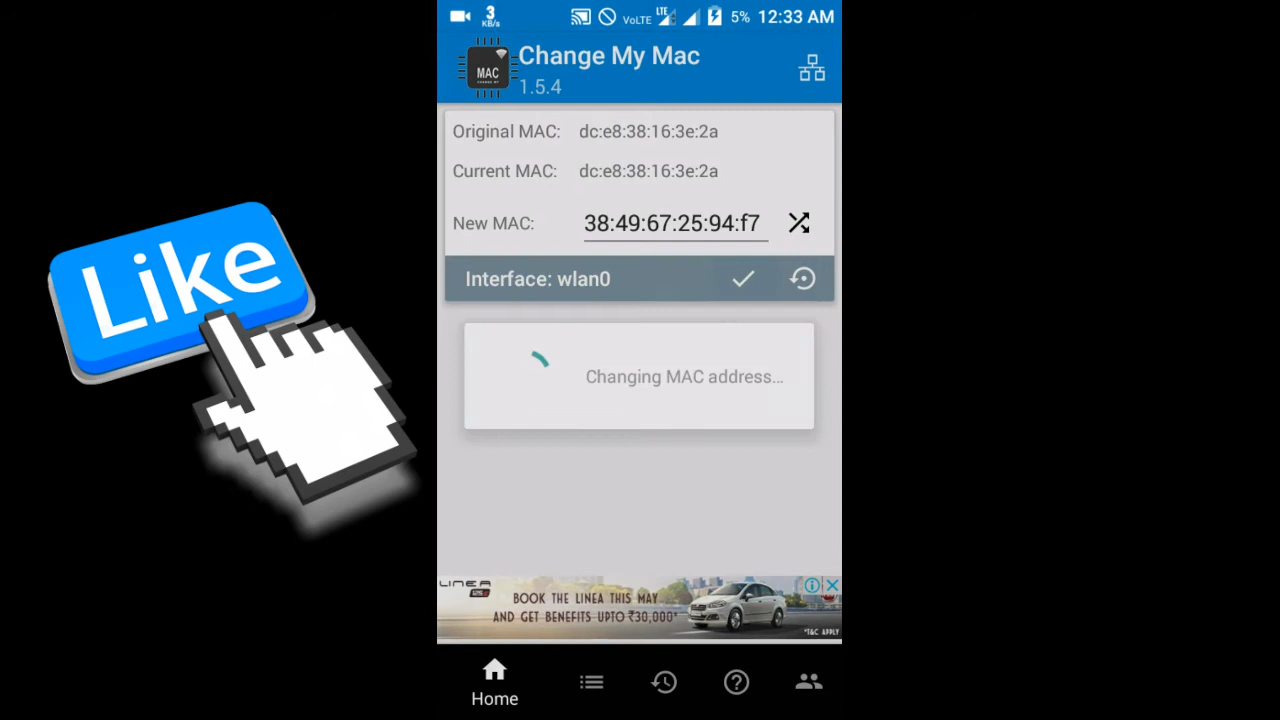 3
KB/s
VoLTE
LTE
5%
12:33 AM
MAC
Change My Mac
1.5.4
Original MAC: dc:e8:38:16:3e:2a
Current MAC: dc:e8:38:16:3e:2a
New MAC: 38:49:67:25:94:f7
Interface: wlan0
Like
Changing MAC address...
LINEA
BOOK THE LINEA THIS MAY
AND GET BENEFITS UPTO ₹30,000*
*T&C APPLY
Home